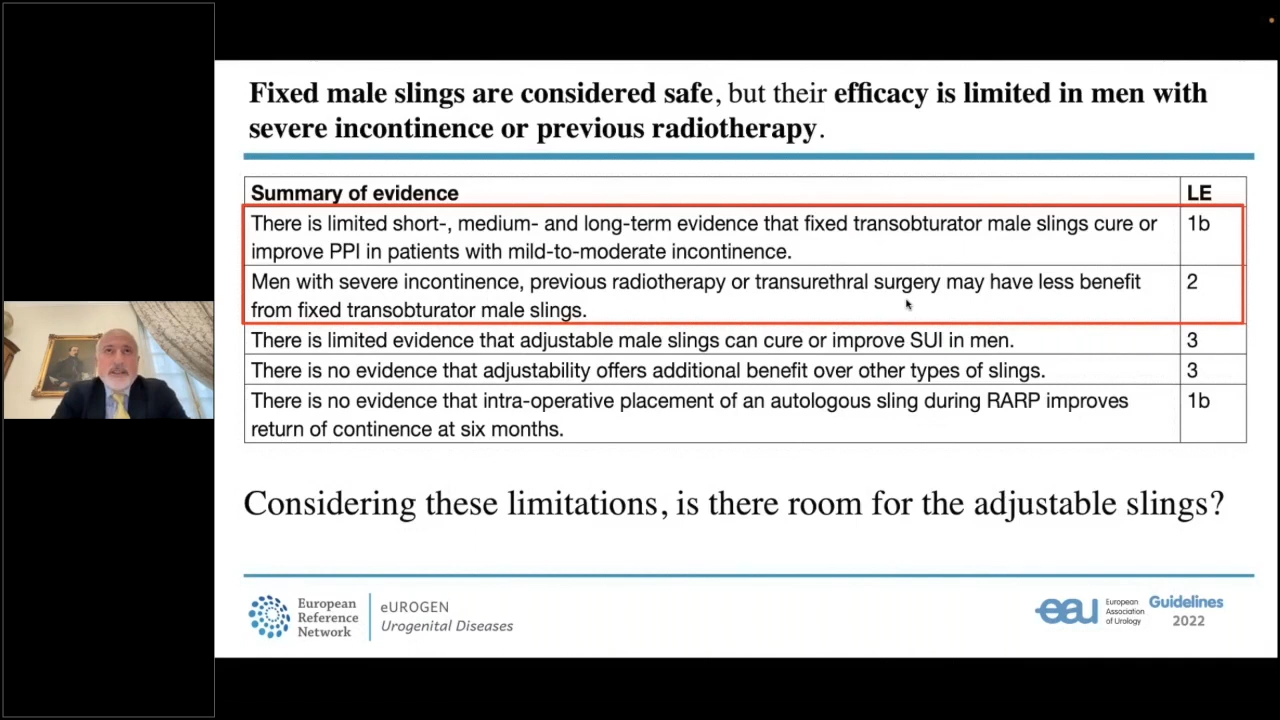 Fixed male slings are considered safe, but their efficacy is limited in men with
severe incontinence or previous radiotherapy.
Summary of evidence LE
There is limited short-, medium- and long-term evidence that fixed transobturator male slings cure or 1b
improve PPI in patients with mild-to-moderate incontinence.
Men with severe incontinence, previous radiotherapy or transurethral surgery may have less benefit 2
from fixed transobturator male slings.
There is limited evidence that adjustable male slings can cure or improve SUI in men. 3
There is no evidence that adjustability offers additional benefit over other types of slings. 3
There is no evidence that intra-operative placement of an autologous sling during RARP improves 1b
return of continence at six months.
Considering these limitations, is there room for the adjustable slings?
European
Reference
Network
eUROGEN
Urogenital Diseases
eau
European
Association
of Urology
Guidelines
2022